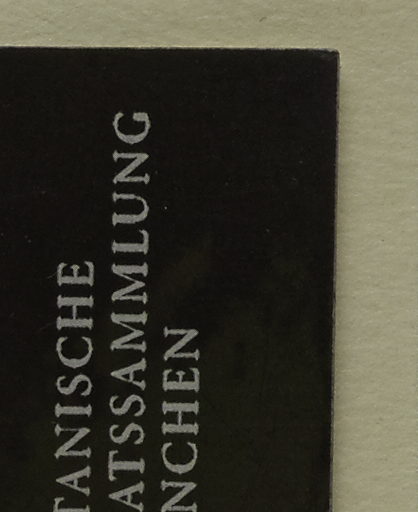 TANISCHE
ATSSAMMLUNG
NCHEN